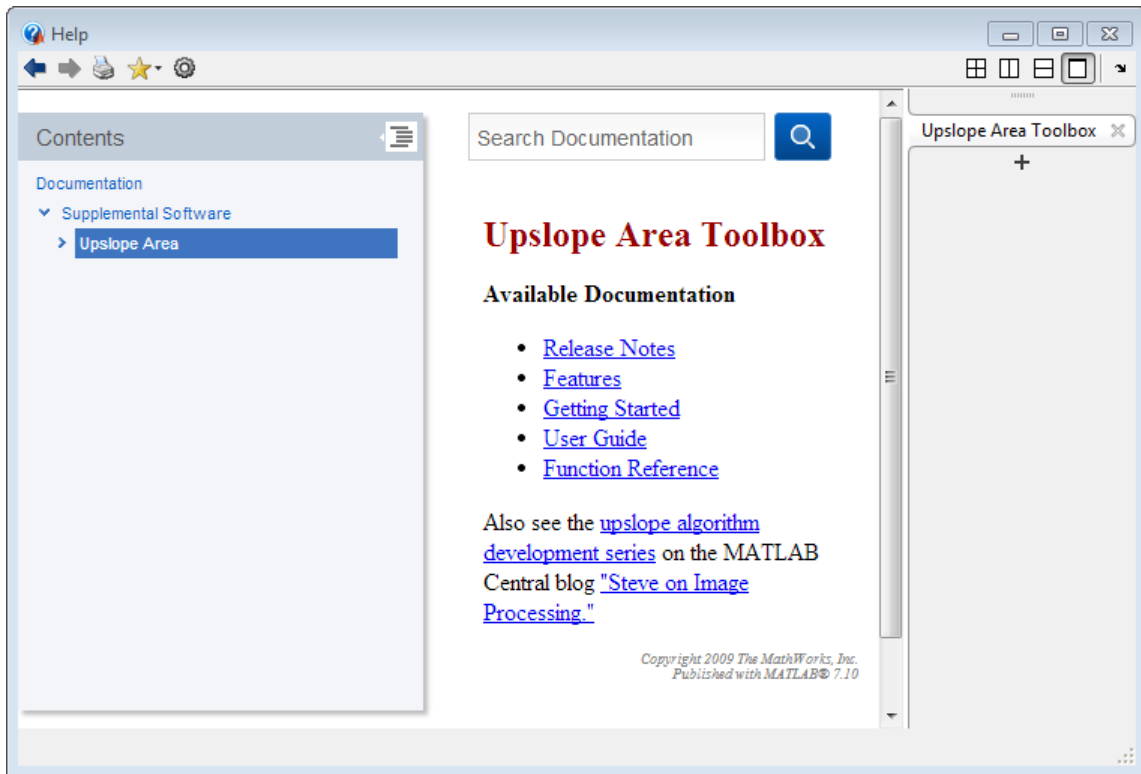 Help
Upslope Area Toolbox
Contents
Documentation
Supplemental Software
Upslope Area
Search Documentation
Upslope Area Toolbox
Available Documentation
• Release Notes
• Features
• Getting Started
• User Guide
• Function Reference
Also see the upslope algorithm
development series on the MATLAB
Central blog "Steve on Image
Processing."
Copyright 2009 The MathWorks, Inc.
Published with MATLAB® 7.10